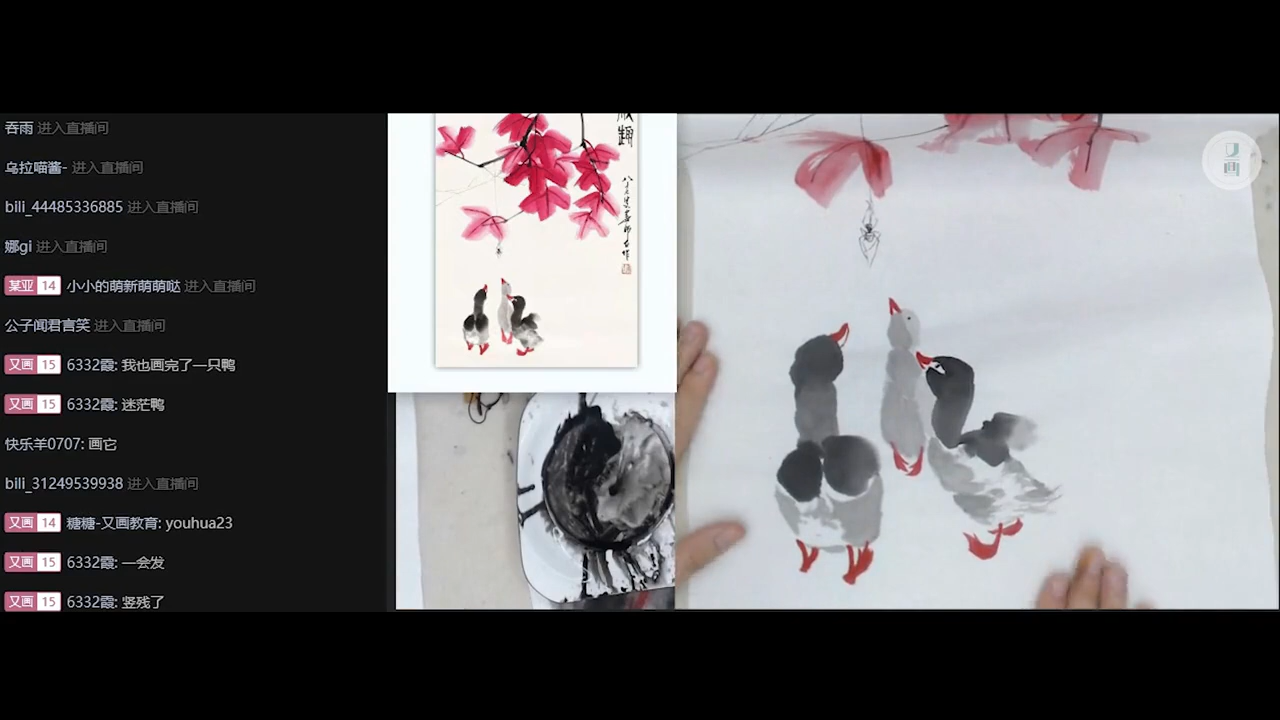 吞雨 进入直播间
乌拉喵酱- 进入直播间
bili_44485336885 进入直播间
娜gi 进入直播间
某亚 14 小小的萌新萌萌哒 进入直播间
公子闻君言笑 进入直播间
又画 15 6332霞: 我也画完了一只鸭
又画 15 6332霞: 迷茫鸭
快乐羊0707: 画它
bili_31249539938 进入直播间
又画 14 糖糖-又画教育: youhua23
又画 15 6332霞: 一会发
又画 15 6332霞: 竖残了
又画